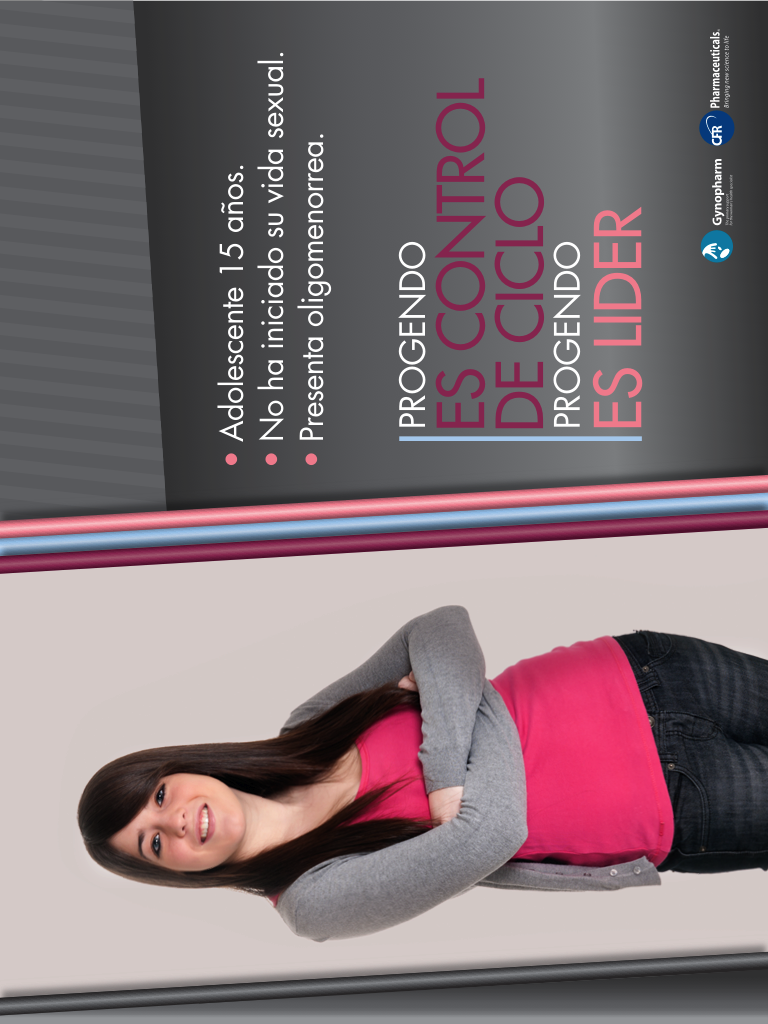 Adolescente 15 años.
No ha iniciado su vida sexual.
Presenta oligomenorrea.
PROGENDO
ES CONTROL
DE CICLO
PROGENDO
ES LIDER
Gynopharm
CFR Pharmaceuticals.
Bringing new science to life